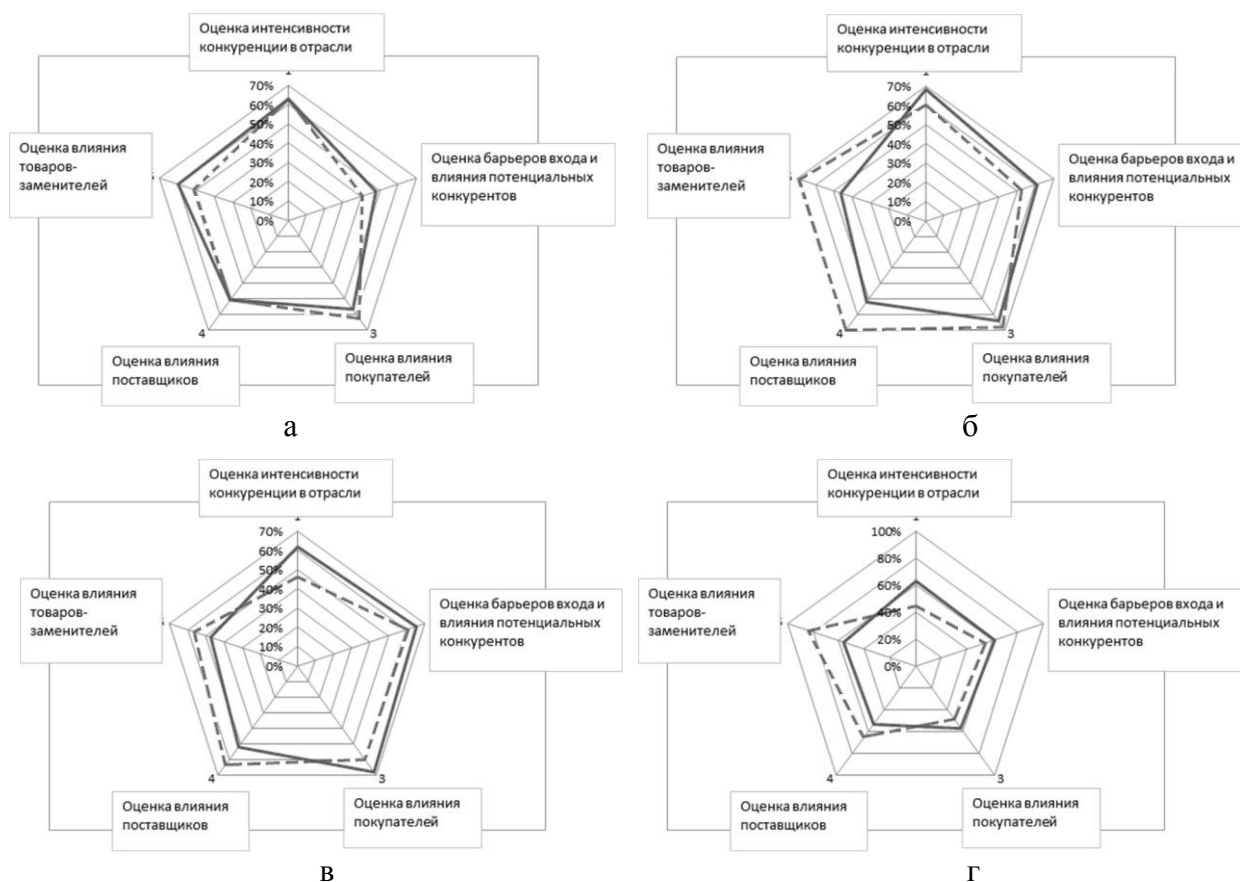 Оценка интенсивности
конкуренции в отрасли
70%
60%
50%
40%
30%
20%
10%
0%
Оценка влияния
товаров-
заменителей
Оценка барьеров входа и
влияния потенциальных
конкурентов
4
3
Оценка влияния
поставщиков
Оценка влияния
покупателей
а
Оценка интенсивности
конкуренции в отрасли
70%
60%
50%
40%
30%
20%
10%
0%
Оценка влияния
товаров-
заменителей
Оценка барьеров входа и
влияния потенциальных
конкурентов
4
3
Оценка влияния
поставщиков
Оценка влияния
покупателей
б
Оценка интенсивности
конкуренции в отрасли
70%
60%
50%
40%
30%
20%
10%
0%
Оценка влияния
товаров-
заменителей
Оценка барьеров входа и
влияния потенциальных
конкурентов
4
3
Оценка влияния
поставщиков
Оценка влияния
покупателей
в
Оценка интенсивности
конкуренции в отрасли
100%
80%
60%
40%
20%
0%
Оценка влияния
товаров-
заменителей
Оценка барьеров входа и
влияния потенциальных
конкурентов
4
3
Оценка влияния
поставщиков
Оценка влияния
покупателей
г